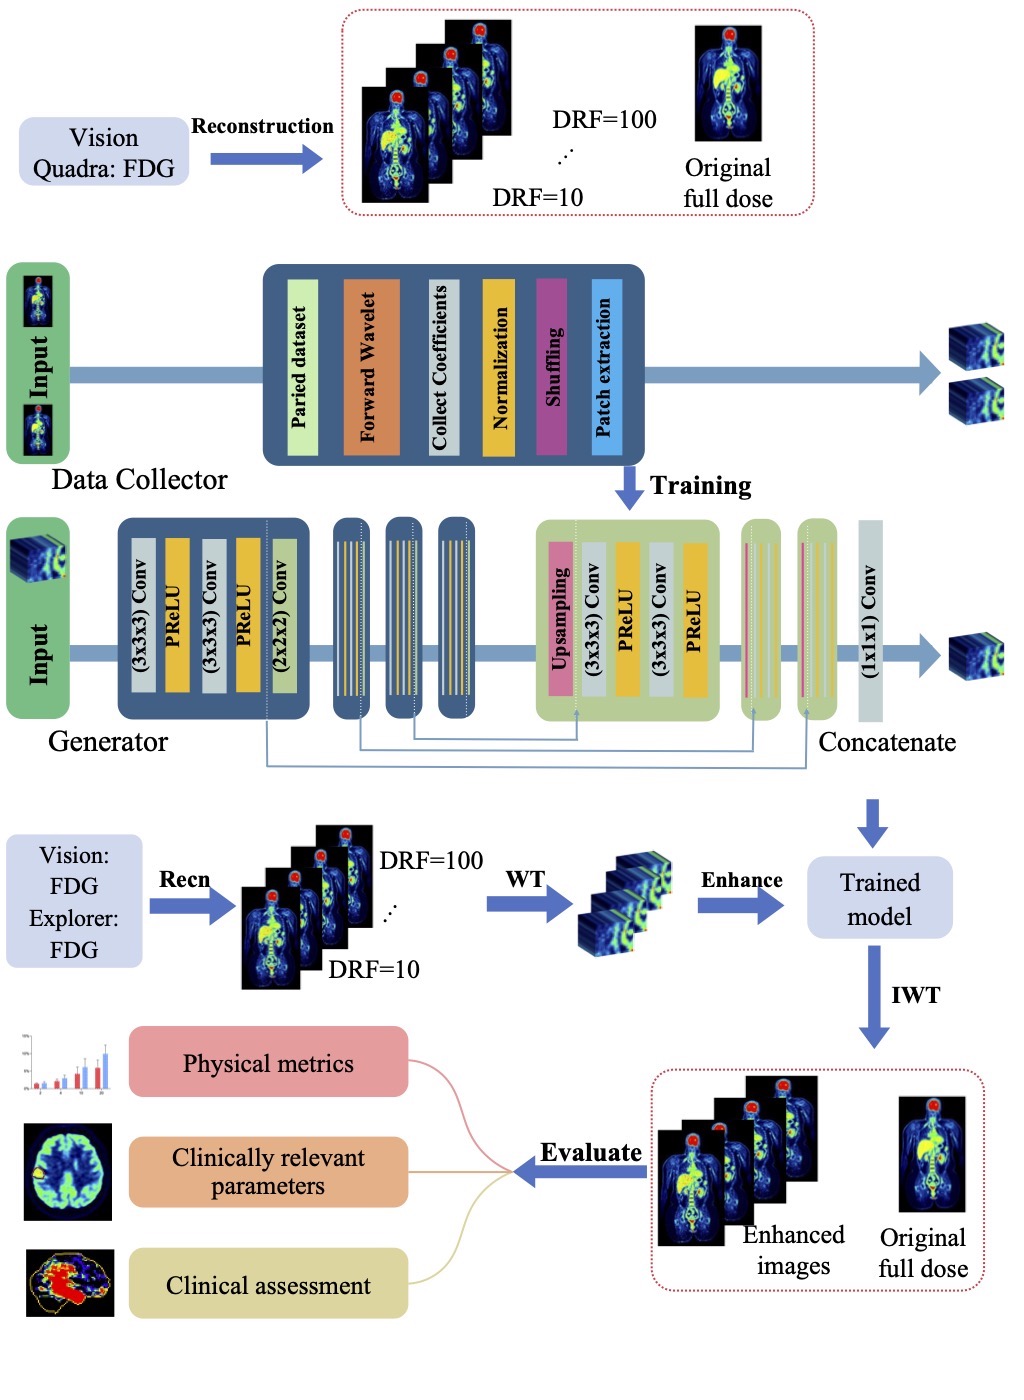 Vision
Quadra: FDG
Reconstruction
DRF=100
...
DRF=10
Original
full dose
Input
Paried dataset
Forward Wavelet
Collect Coefficients
Normalization
Shuffling
Patch extraction
Data Collector
Training
Input
(3x3x3) Conv
PReLU
(3x3x3) Conv
PReLU
(2x2x2) Conv
Upsampling
(3x3x3) Conv
PReLU
(3x3x3) Conv
PReLU
(1x1x1) Conv
Generator
Concatenate
Vision:
FDG
Explorer:
FDG
Recn
DRF=100
...
DRF=10
WT
Enhance
Trained
model
IWT
Physical metrics
Clinically relevant
parameters
Clinical assessment
Evaluate
Enhanced
images
Original
full dose